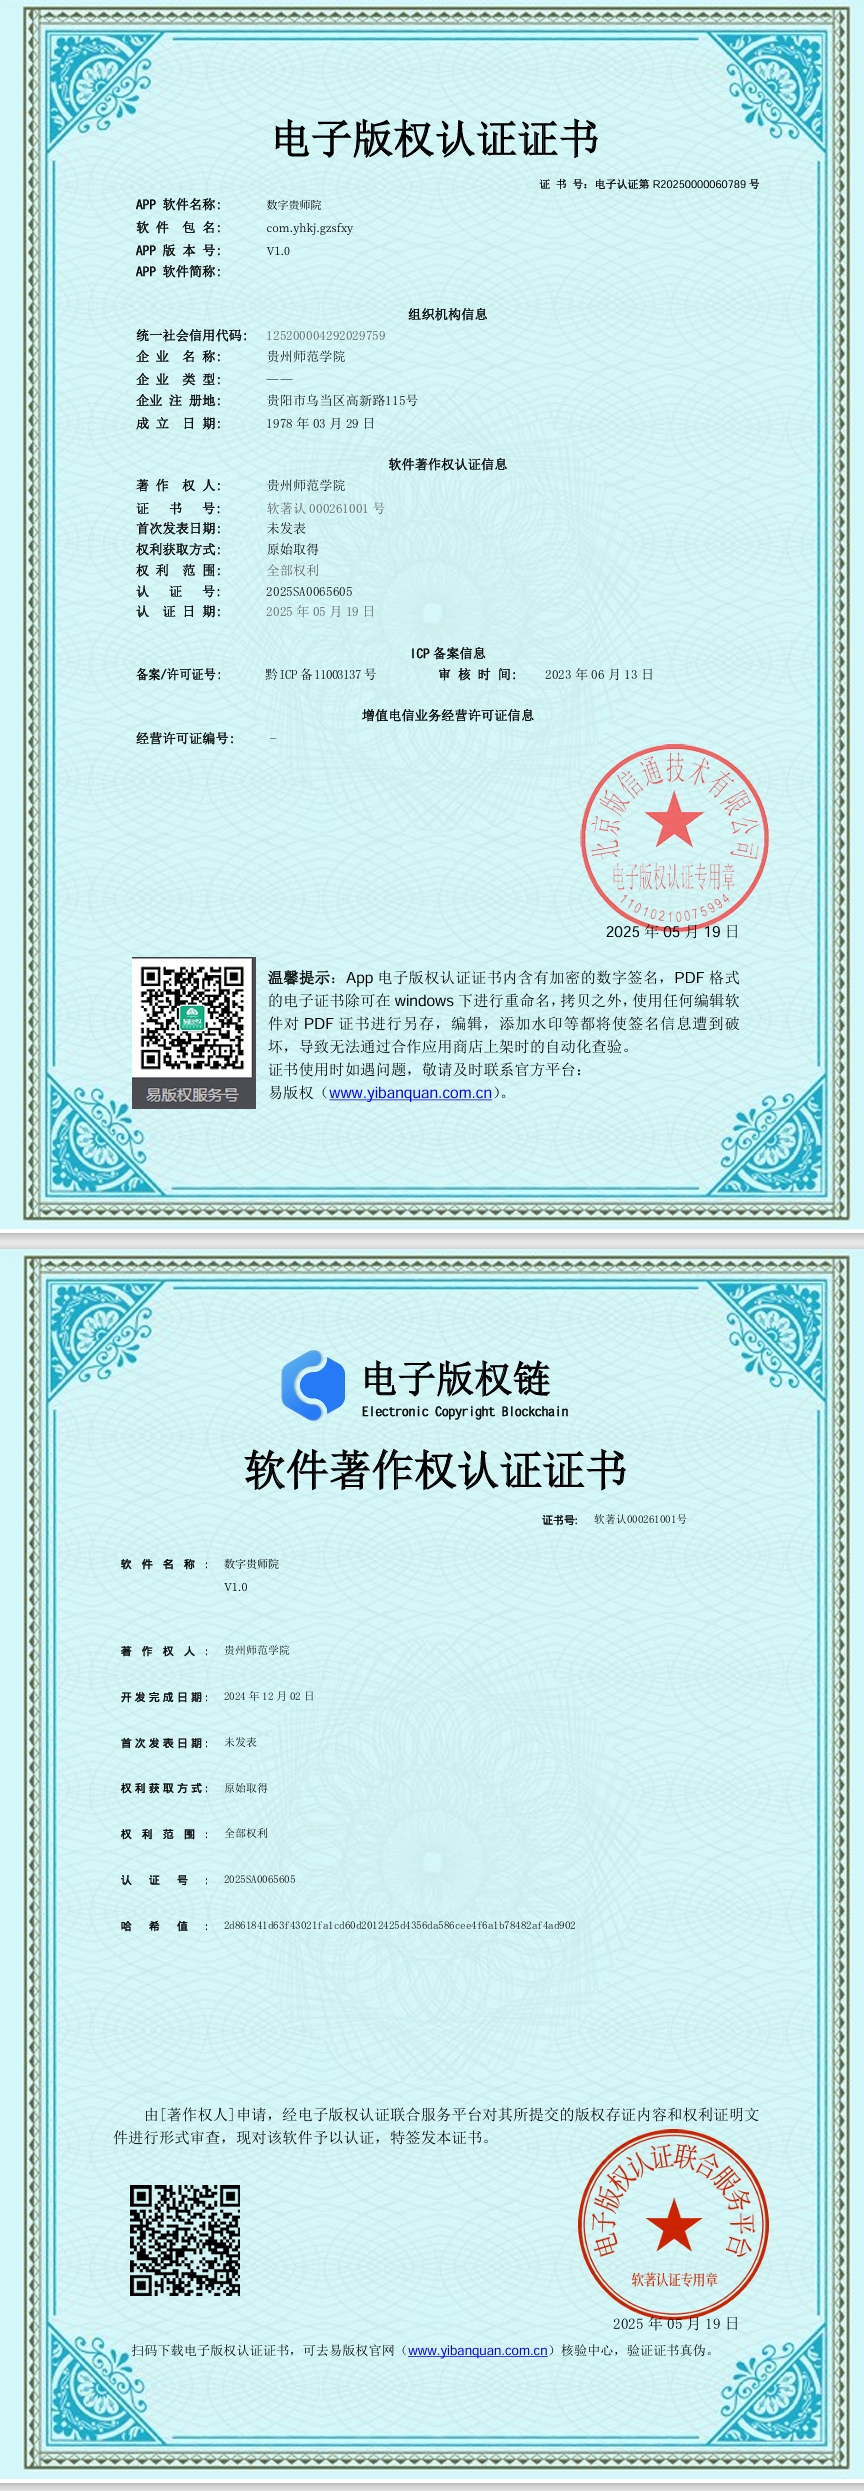 电子版权认证证书
证 书 号：电子认证第 R20250000060789 号
APP 软件名称： 数字贵师院
软 件 包 名： com.yhkj.gzsfxy
APP 版 本 号： V1.0
APP 软件简称：
组织机构信息
统一社会信用代码： 125200004292029759
企 业 名 称： 贵州师范学院
企 业 类 型： ——
企业 注 册地： 贵阳市乌当区高新路115号
成 立 日 期： 1978 年 03 月 29 日
软件著作权认证信息
著 作 权 人： 贵州师范学院
证 书 号： 软著认 000261001 号
首次发表日期： 未发表
权利获取方式： 原始取得
权 利 范 围： 全部权利
认 证 号： 2025SA0065605
认 证 日 期： 2025 年 05 月 19 日
ICP 备案信息
备案/许可证号： 黔 ICP 备 11003137 号 审 核 时 间： 2023 年 06 月 13 日
增值电信业务经营许可证信息
经营许可证编号： –
北京版信通技术有限公司
电子版权认证专用章
11010210075994
2025 年 05 月 19 日
易版权服务号
温馨提示：App 电子版权认证证书内含有加密的数字签名，PDF 格式
的电子证书除可在 windows 下进行重命名，拷贝之外，使用任何编辑软
件对 PDF 证书进行另存，编辑，添加水印等都将使签名信息遭到破
坏，导致无法通过合作应用商店上架时的自动化查验。
证书使用时如遇问题，敬请及时联系官方平台：
易版权（www.yibanquan.com.cn）。
电子版权链
Electronic Copyright Blockchain
软件著作权认证证书
证书号： 软著认000261001号
软 件 名 称 ： 数字贵师院
V1.0
著 作 权 人 ： 贵州师范学院
开发完成日期： 2024 年 12 月 02 日
首次发表日期： 未发表
权利获取方式： 原始取得
权 利 范 围 ： 全部权利
认 证 号 ： 2025SA0065605
哈 希 值 ： 2d861841d63f43021fa1cd60d2012425d4356da586cee4f6a1b78482af4ad902
由[著作权人]申请，经电子版权认证联合服务平台对其所提交的版权存证内容和权利证明文
件进行形式审查，现对该软件予以认证，特签发本证书。
电子版权认证联合服务平台
软著认证专用章
2025 年 05 月 19 日
扫码下载电子版权认证证书，可去易版权官网（www.yibanquan.com.cn）核验中心，验证证书真伪。